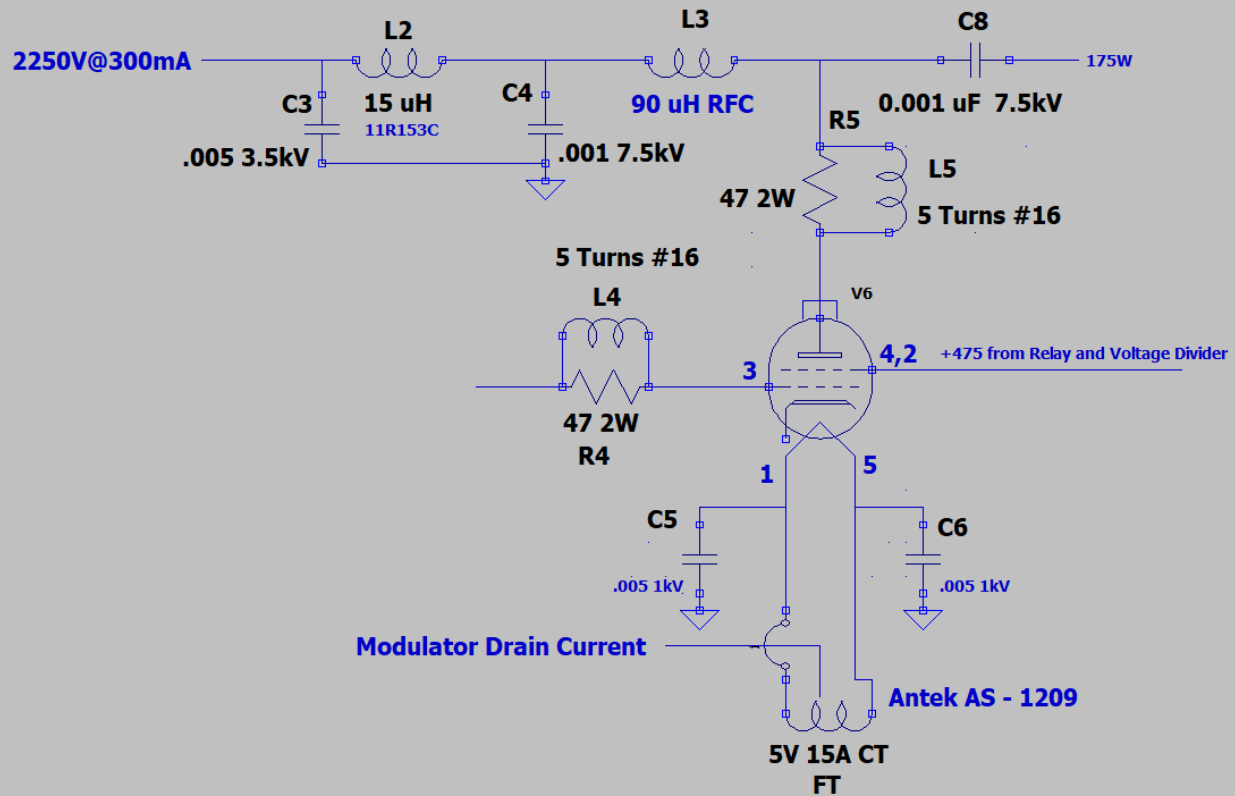 L2
L3
C8
2250V@300mA
175W
C3
15 uH
11R153C
C4
90 uH RFC
0.001 uF 7.5kV
R5
.005 3.5kV
.001 7.5kV
47 2W
L5
5 Turns #16
5 Turns #16
L4
V6
3
4,2
+475 from Relay and Voltage Divider
47 2W
R4
1
5
C5
C6
.005 1kV
.005 1kV
Modulator Drain Current
Antek AS - 1209
5V 15A CT
FT